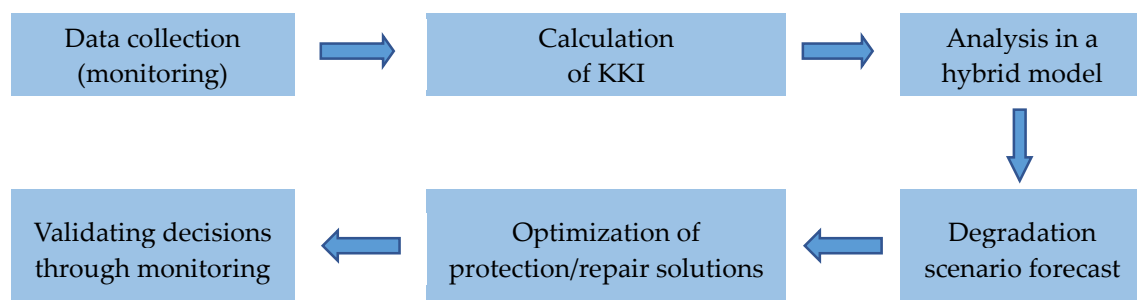 Data collection
(monitoring)
Calculation
of KKI
Analysis in a
hybrid model
Degradation
scenario forecast
Optimization of
protection/repair solutions
Validating decisions
through monitoring